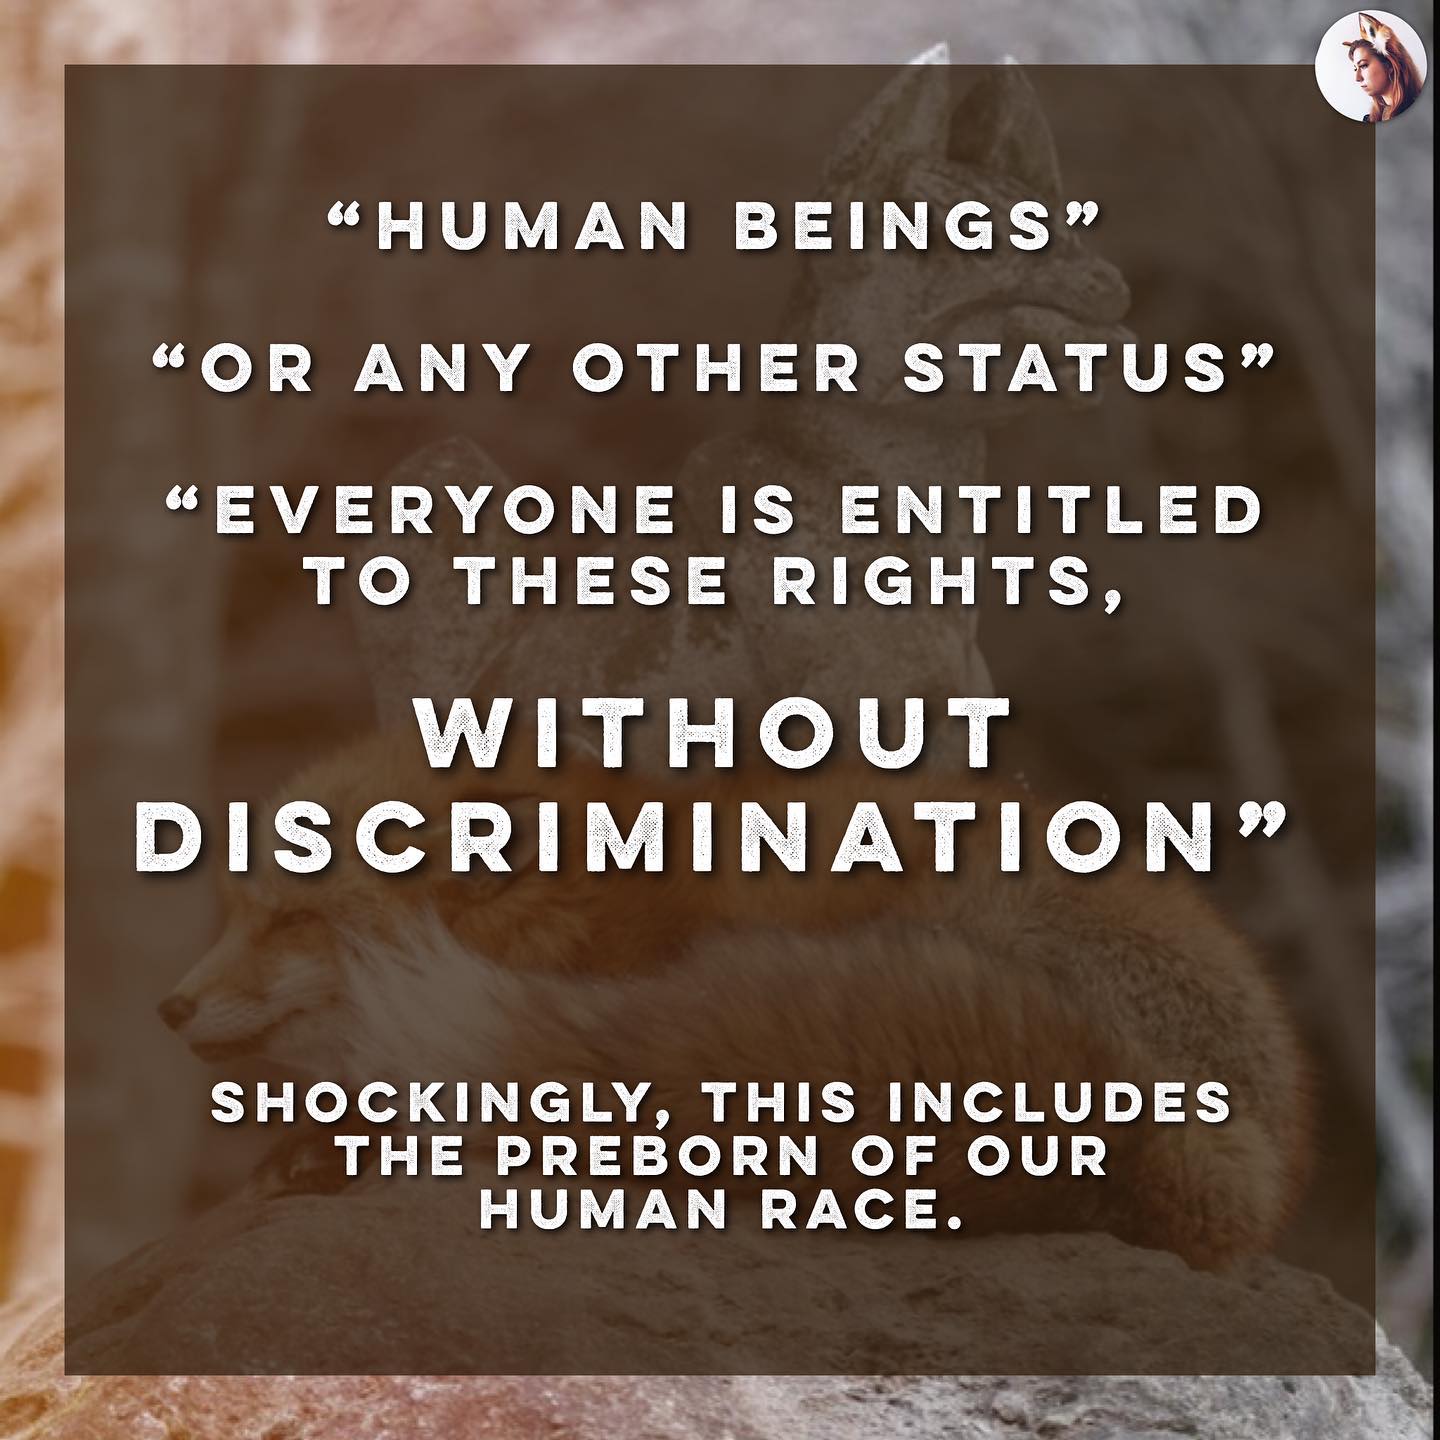 “HUMAN BEINGS”
“OR ANY OTHER STATUS”
“EVERYONE IS ENTITLED
TO THESE RIGHTS,
WITHOUT
DISCRIMINATION”
SHOCKINGLY, THIS INCLUDES
THE PREBORN OF OUR
HUMAN RACE.